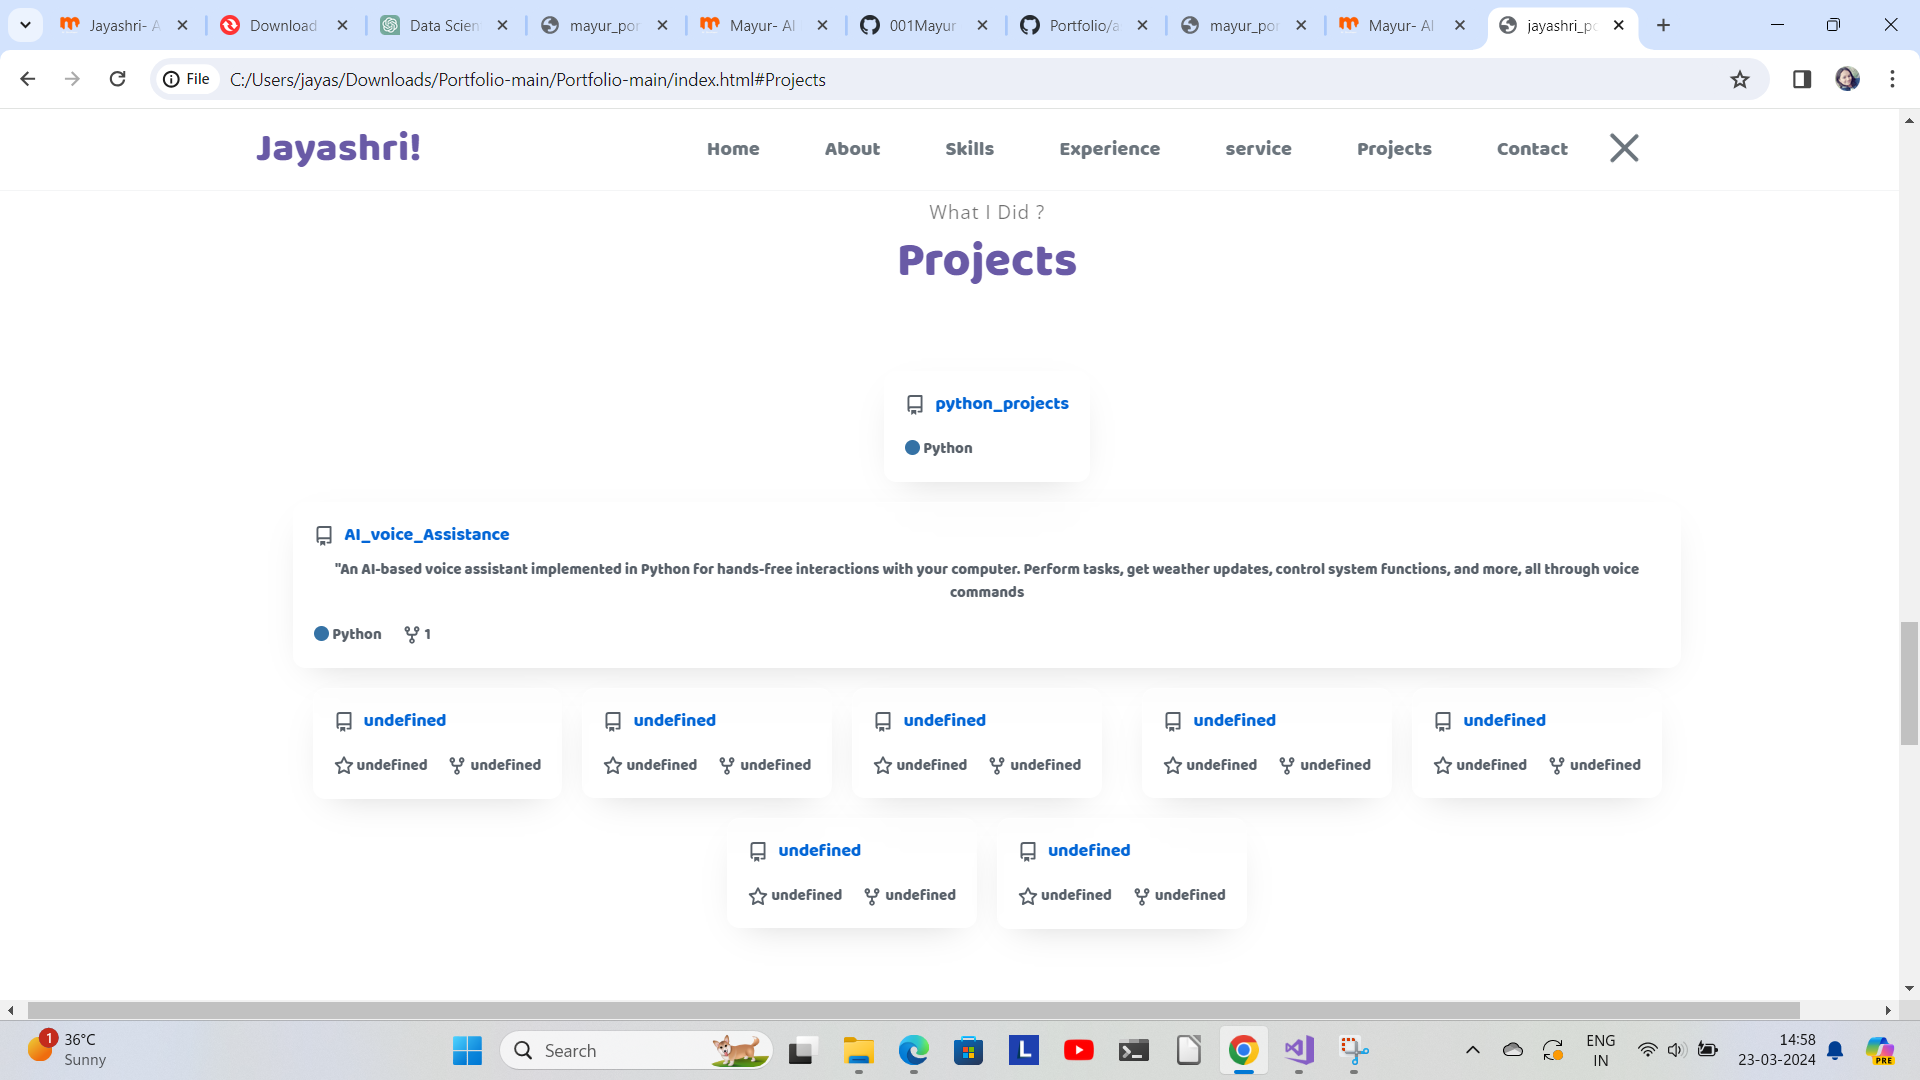 Jayashri- A
Download
Data Scien
mayur_por
Mayur- AI
001Mayur
Portfolio/a
mayur_por
Mayur- AI
jayashri_po
File
C:/Users/jayas/Downloads/Portfolio-main/Portfolio-main/index.html#Projects
Jayashri!
Home
About
Skills
Experience
service
Projects
Contact
What I Did ?
Projects
python_projects
Python
AI_voice_Assistance
"An AI-based voice assistant implemented in Python for hands-free interactions with your computer. Perform tasks, get weather updates, control system functions, and more, all through voice
commands
Python 1
undefined
undefined undefined
undefined
undefined undefined
undefined
undefined undefined
undefined
undefined undefined
undefined
undefined undefined
undefined
undefined undefined
undefined
undefined undefined
1
36°C
Sunny
Search
L
ENG
IN
14:58
23-03-2024
PRE